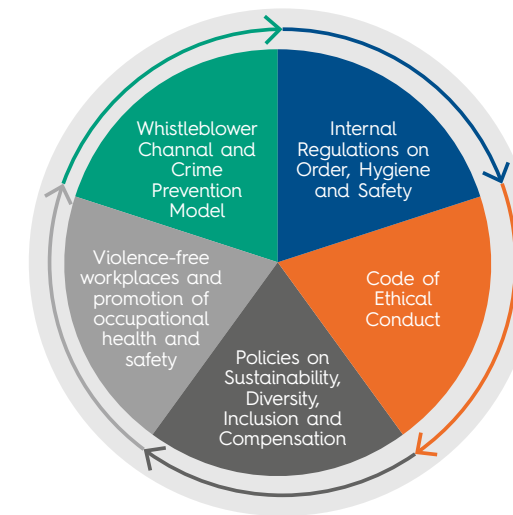 Whistleblower
Channal and
Crime
Prevention
Model
Internal
Regulations on
Order, Hygiene
and Safety
Code of
Ethical
Conduct
Policies on
Sustainability,
Diversity,
Inclusion and
Compensation
Violence-free
workplaces and
promotion of
occupational
health and
safety